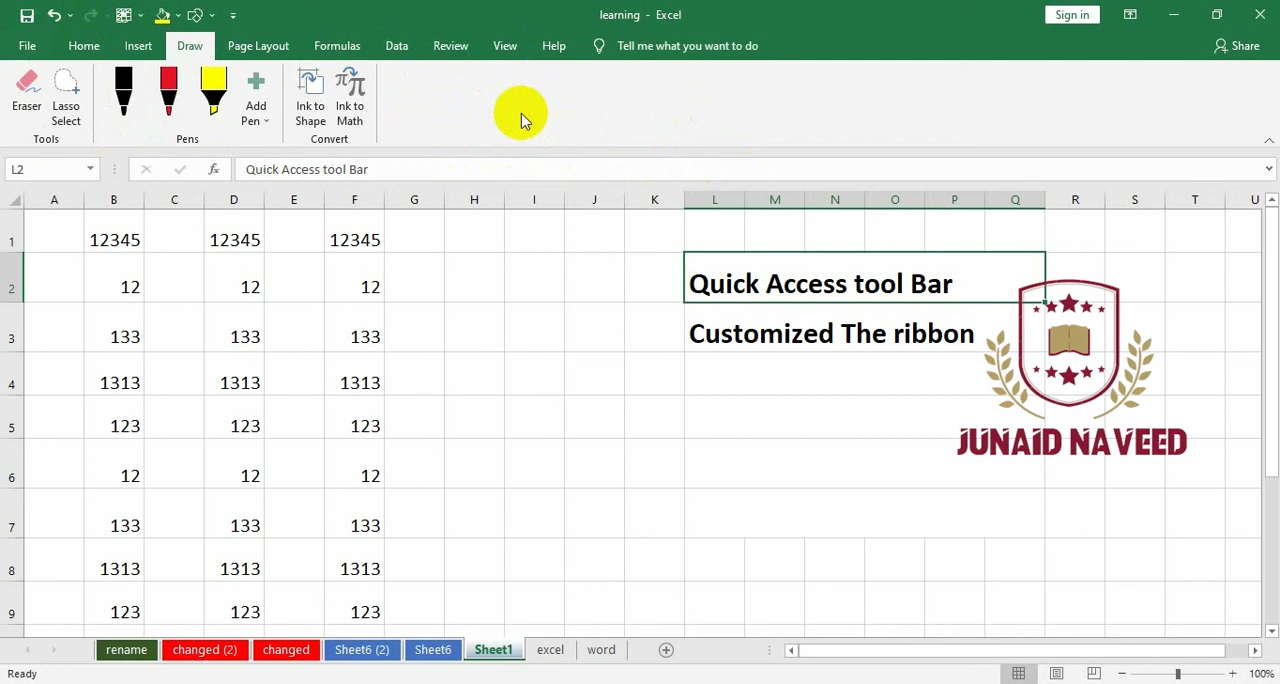 learning - Excel
Sign in
File Home Insert Draw Page Layout Formulas Data Review View Help Tell me what you want to do Share
Eraser
Lasso Select
Add Pen
Ink to Shape
Ink to Math
Tools Pens Convert
L2 fx Quick Access tool Bar
A B C D E F G H I J K L M N O P Q R S T U
1 12345 12345 12345
2 12 12 12 Quick Access tool Bar
3 133 133 133 Customized The ribbon
4 1313 1313 1313
5 123 123 123
JUNAID NAVEED
6 12 12 12
7 133 133 133
8 1313 1313 1313
9 123 123 123
rename changed (2) changed Sheet6 (2) Sheet6 Sheet1 excel word
Ready 100%